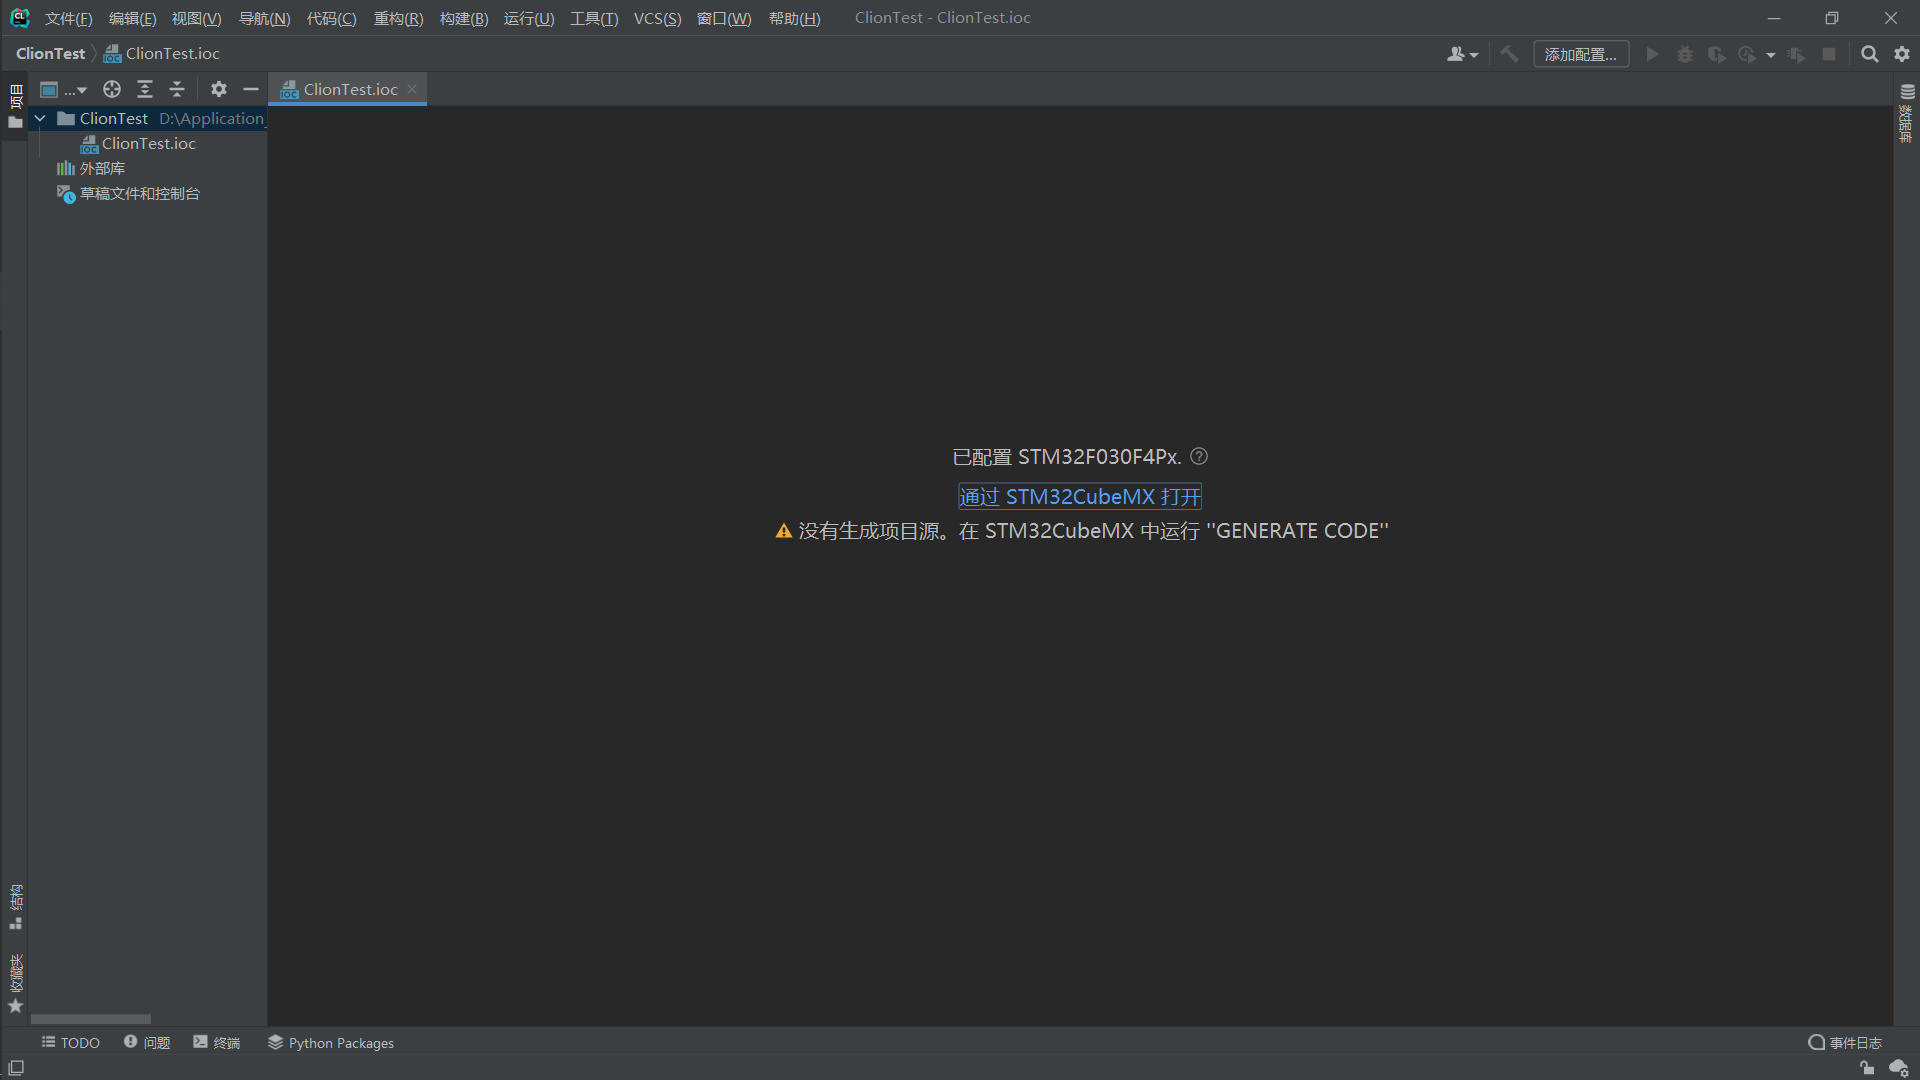 文件(F) 编辑(E) 视图(V) 导航(N) 代码(C) 重构(R) 构建(B) 运行(U) 工具(T) VCS(S) 窗口(W) 帮助(H) ClionTest - ClionTest.ioc
ClionTest ClionTest.ioc 添加配置...
项目
... ClionTest.ioc
ClionTest D:\Application_
ClionTest.ioc
外部库
草稿文件和控制台
数据库
已配置 STM32F030F4Px.
通过 STM32CubeMX 打开
没有生成项目源。在 STM32CubeMX 中运行 "GENERATE CODE"
结构
收藏夹
TODO 问题 终端 Python Packages 事件日志